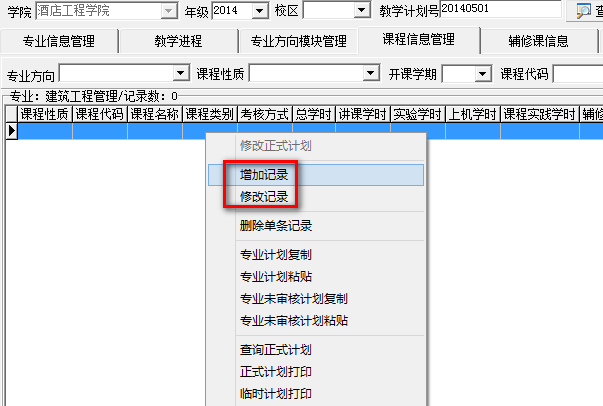 学院 酒店工程学院 年级 2014 校区 教学计划号 20140501
专业信息管理 教学进程 专业方向模块管理 课程信息管理 辅修课信息
专业方向 课程性质 开课学期 课程代码
专业：建筑工程管理/记录数：0
课程性质 课程代码 课程名称 课程类别 考核方式 总学时 讲课学时 实验学时 上机学时 课程实践学时
修改正式计划
增加记录
修改记录
删除单条记录
专业计划复制
专业计划粘贴
专业未审核计划复制
专业未审核计划粘贴
查询正式计划
正式计划打印
临时计划打印